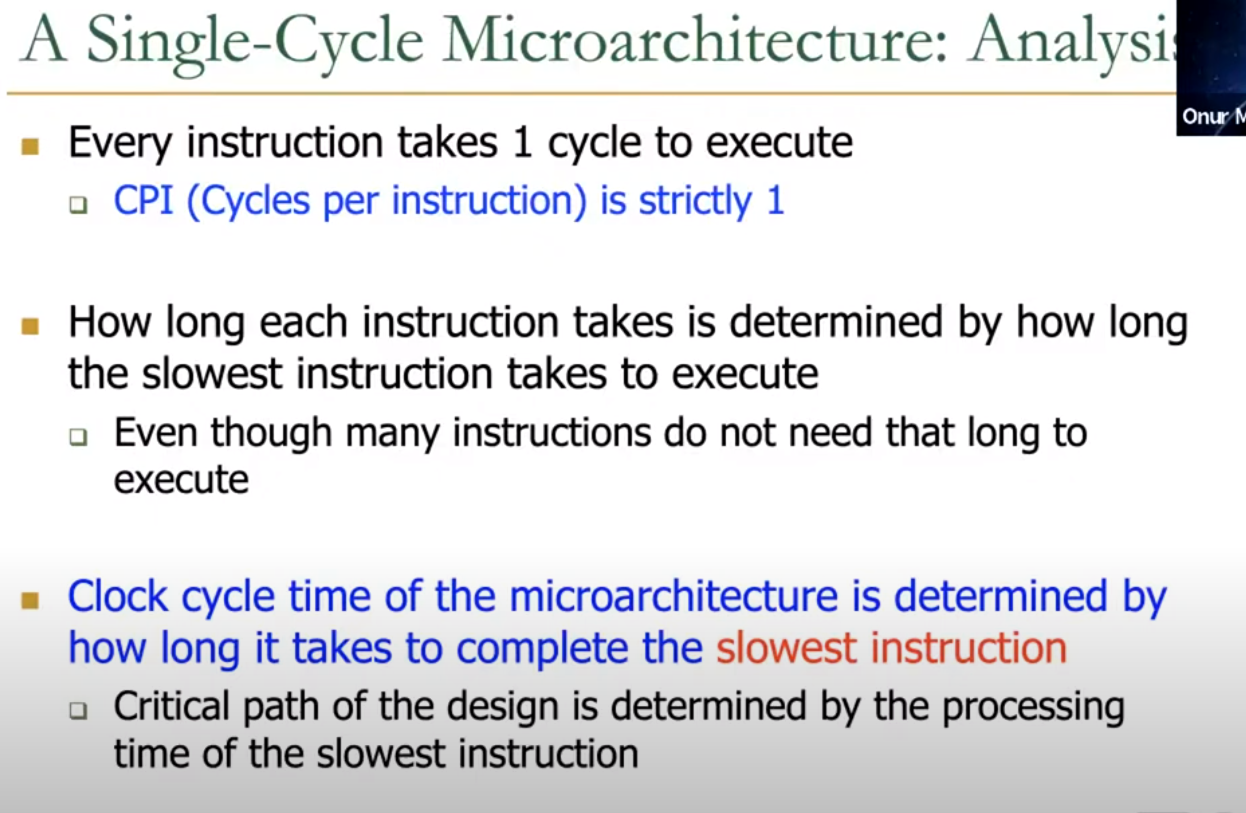 A Single-Cycle Microarchitecture: Analysis
Onur M
Every instruction takes 1 cycle to execute
CPI (Cycles per instruction) is strictly 1
How long each instruction takes is determined by how long
the slowest instruction takes to execute
Even though many instructions do not need that long to
execute
Clock cycle time of the microarchitecture is determined by
how long it takes to complete the slowest instruction
Critical path of the design is determined by the processing
time of the slowest instruction